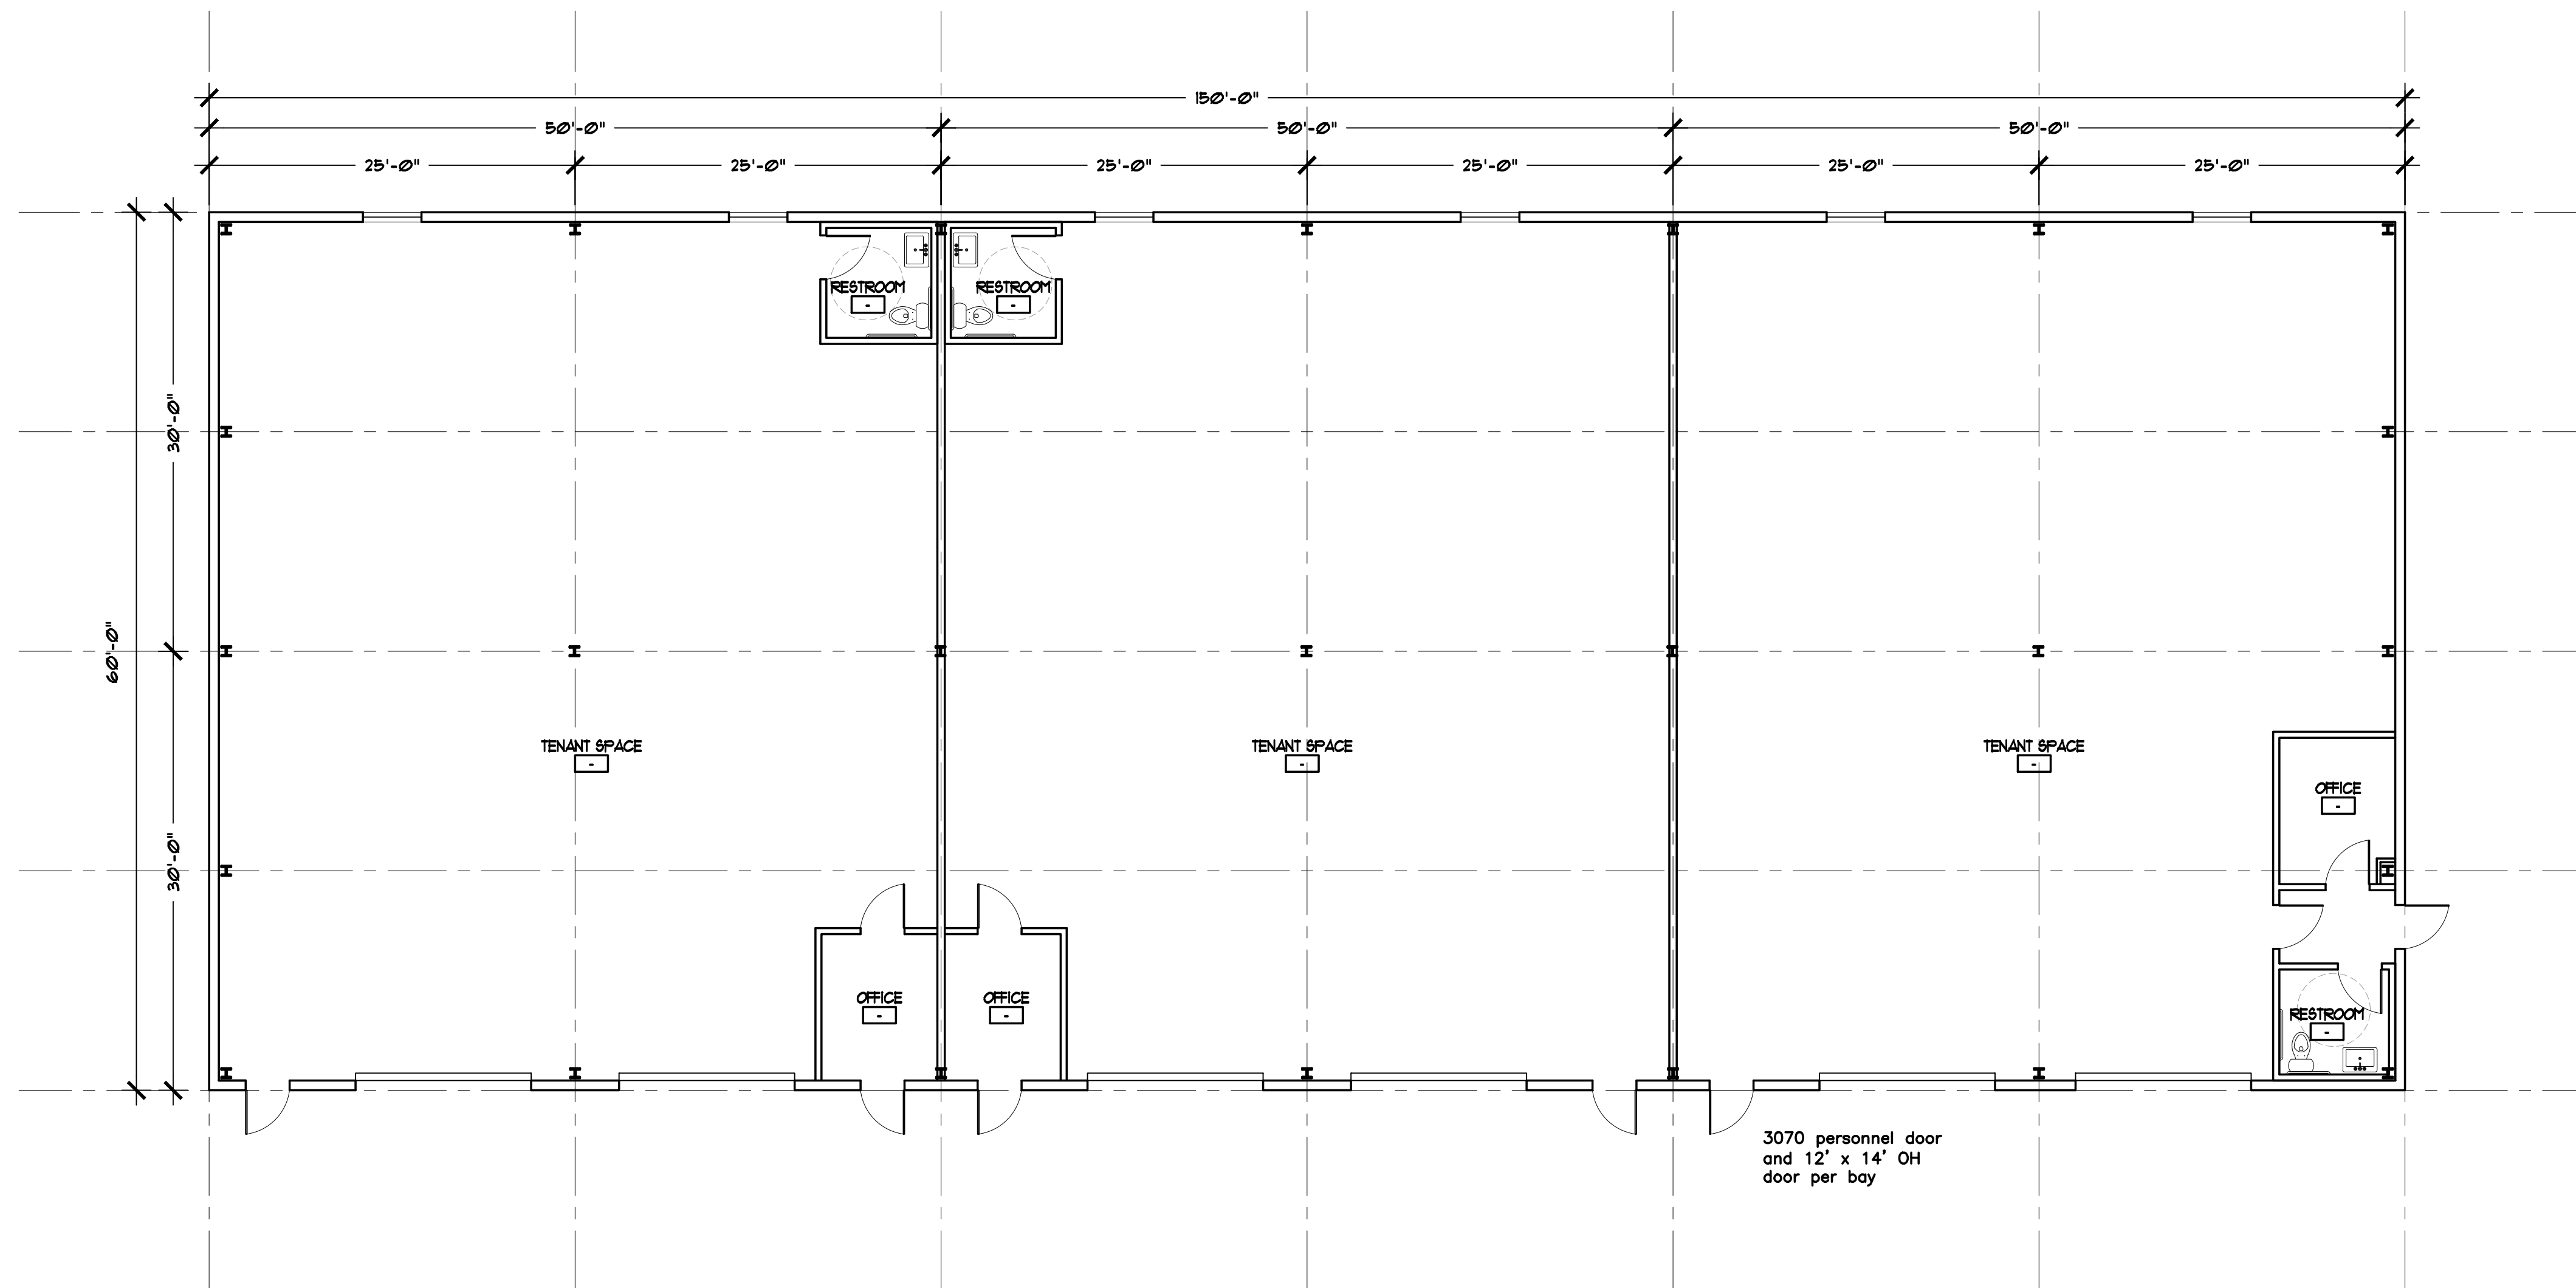 150'-0"
50'-0" 50'-0" 50'-0"
25'-0" 25'-0" 25'-0" 25'-0" 25'-0" 25'-0"
RESTROOM RESTROOM
-
-
30'-0"
60'-0"
TENANT SPACE TENANT SPACE TENANT SPACE
-
-
-
OFFICE
-
30'-0"
OFFICE OFFICE
-
-
RESTROOM
-
3070 personnel door
and 12' x 14' OH
door per bay